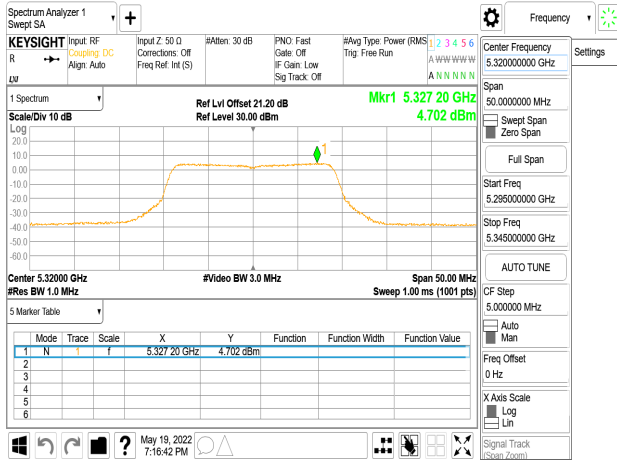 Spectrum Analyzer 1
Swept SA
Frequency
KEYSIGHT
R
Input: RF
Coupling: DC
Align: Auto
Input Z: 50 Ω
Corrections: Off
Freq Ref: Int (S)
#Atten: 30 dB
PNO: Fast
Gate: Off
IF Gain: Low
Sig Track: Off
#Avg Type: Power (RMS
Trig: Free Run
1 2 3 4 5 6
A W W W W W
A N N N N N
1 Spectrum
Scale/Div 10 dB
Ref Lvl Offset 21.20 dB
Ref Level 30.00 dBm
Mkr1 5.327 20 GHz
4.702 dBm
Log
20.0
10.0
0.00
-10.0
-20.0
-30.0
-40.0
-50.0
-60.0
1
Center 5.32000 GHz
#Res BW 1.0 MHz
#Video BW 3.0 MHz
Span 50.00 MHz
Sweep 1.00 ms (1001 pts)
5 Marker Table
Mode Trace Scale X Y Function Function Width Function Value
1 N 1 f 5.327 20 GHz 4.702 dBm
2
3
4
5
6
May 19, 2022
7:16:42 PM
Center Frequency
5.320000000 GHz
Settings
Span
50.0000000 MHz
Swept Span
Zero Span
Full Span
Start Freq
5.295000000 GHz
Stop Freq
5.345000000 GHz
AUTO TUNE
CF Step
5.000000 MHz
Auto
Man
Freq Offset
0 Hz
X Axis Scale
Log
Lin
Signal Track
(Span Zoom)